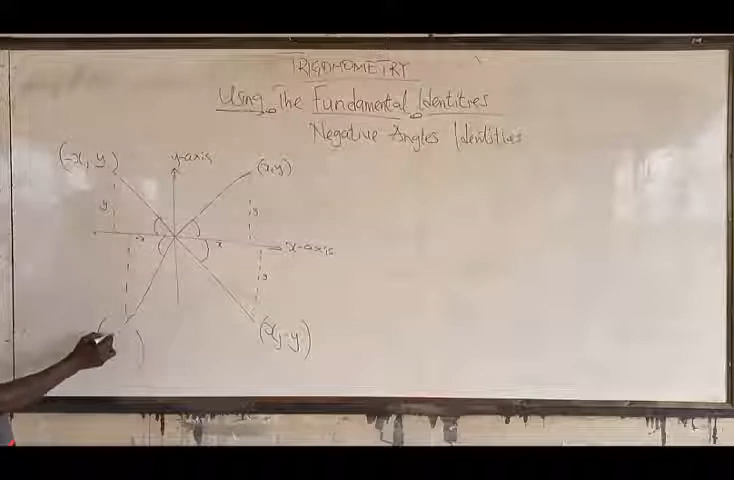 TRIGONOMETRY
Using The Fundamental Identities
Negative Angles Identities
(-x, y)
y-axis
(x,y)
y
y
x
x
x-axis
y
(x,-y)
( )